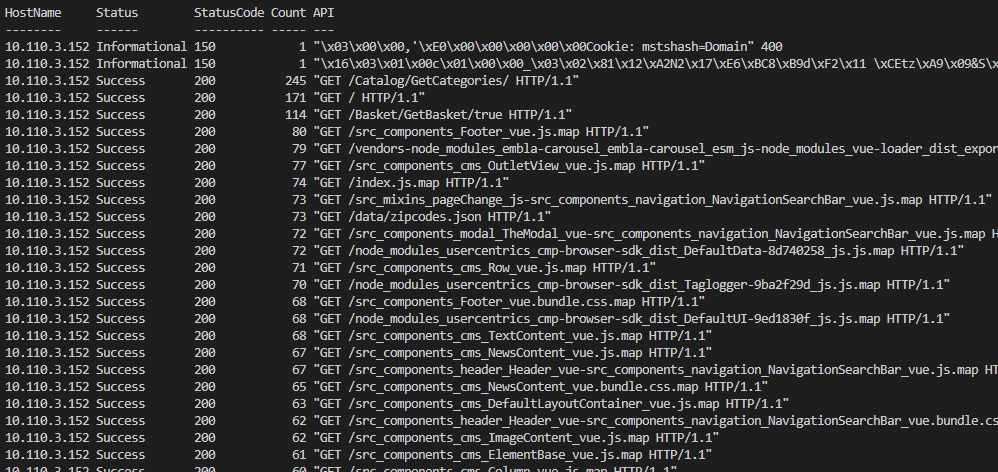 HostName Status StatusCode Count API
-------- ------ ---------- ----- ---
10.110.3.152 Informational 150 1 "\x03\x00\x00,'\xE0\x00\x00\x00\x00\x00Cookie: mstshash=Domain" 400
10.110.3.152 Informational 150 1 "\x16\x03\x01\x00c\x01\x00\x00_\x03\x02\x81\x12\xA2N2\x17\xE6\xBC8\xB9d\xF2\x11 \xCEtz\xA9\x09&S\x
10.110.3.152 Success 200 245 "GET /Catalog/GetCategories/ HTTP/1.1"
10.110.3.152 Success 200 171 "GET / HTTP/1.1"
10.110.3.152 Success 200 114 "GET /Basket/GetBasket/true HTTP/1.1"
10.110.3.152 Success 200 80 "GET /src_components_Footer_vue.js.map HTTP/1.1"
10.110.3.152 Success 200 79 "GET /vendors-node_modules_embla-carousel_embla-carousel_esm_js-node_modules_vue-loader_dist_expor
10.110.3.152 Success 200 77 "GET /src_components_cms_OutletView_vue.js.map HTTP/1.1"
10.110.3.152 Success 200 74 "GET /index.js.map HTTP/1.1"
10.110.3.152 Success 200 73 "GET /src_mixins_pageChange_js-src_components_navigation_NavigationSearchBar_vue.js.map HTTP/1.1"
10.110.3.152 Success 200 73 "GET /data/zipcodes.json HTTP/1.1"
10.110.3.152 Success 200 72 "GET /src_components_modal_TheModal_vue-src_components_navigation_NavigationSearchBar_vue.js.map H
10.110.3.152 Success 200 72 "GET /node_modules_usercentrics_cmp-browser-sdk_dist_DefaultData-8d740258_js.js.map HTTP/1.1"
10.110.3.152 Success 200 71 "GET /src_components_cms_Row_vue.js.map HTTP/1.1"
10.110.3.152 Success 200 70 "GET /node_modules_usercentrics_cmp-browser-sdk_dist_Taglogger-9ba2f29d_js.js.map HTTP/1.1"
10.110.3.152 Success 200 68 "GET /src_components_Footer_vue.bundle.css.map HTTP/1.1"
10.110.3.152 Success 200 68 "GET /node_modules_usercentrics_cmp-browser-sdk_dist_DefaultUI-9ed1830f_js.js.map HTTP/1.1"
10.110.3.152 Success 200 68 "GET /src_components_cms_TextContent_vue.js.map HTTP/1.1"
10.110.3.152 Success 200 67 "GET /src_components_cms_NewsContent_vue.js.map HTTP/1.1"
10.110.3.152 Success 200 67 "GET /src_components_header_Header_vue-src_components_navigation_NavigationSearchBar_vue.js.map HT
10.110.3.152 Success 200 65 "GET /src_components_cms_NewsContent_vue.bundle.css.map HTTP/1.1"
10.110.3.152 Success 200 63 "GET /src_components_cms_DefaultLayoutContainer_vue.js.map HTTP/1.1"
10.110.3.152 Success 200 62 "GET /src_components_header_Header_vue-src_components_navigation_NavigationSearchBar_vue.bundle.cs
10.110.3.152 Success 200 62 "GET /src_components_cms_ImageContent_vue.js.map HTTP/1.1"
10.110.3.152 Success 200 61 "GET /src_components_cms_ElementBase_vue.js.map HTTP/1.1"
10.110.3.152 Success 200 60 "GET /src_components_cms_Column_vue.js.map HTTP/1.1"